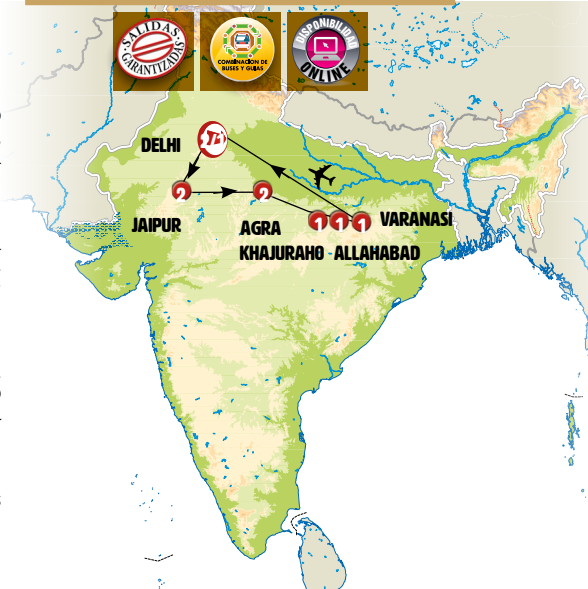 SALIDAS
GARANTIZADAS
COMBINACIÓN DE
BUSES Y GUÍAS
DISPONIBILIDAD
ONLINE
DELHI
2
2
JAIPUR
AGRA
1 1 1
VARANASI
KHAJURAHO ALLAHABAD